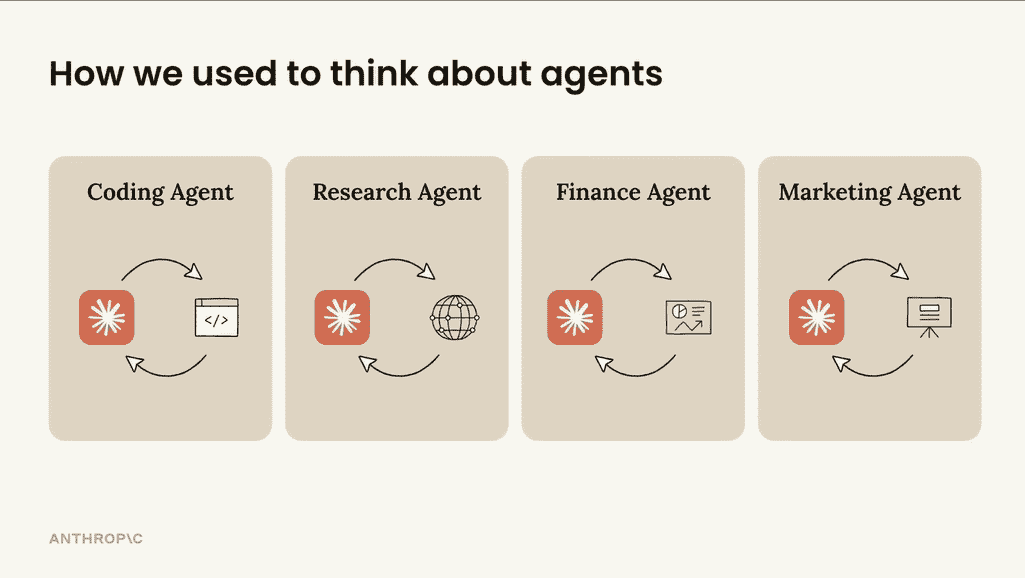 How we used to think about agents
Coding Agent
Research Agent
Finance Agent
Marketing Agent
</>
ANTHROP\C